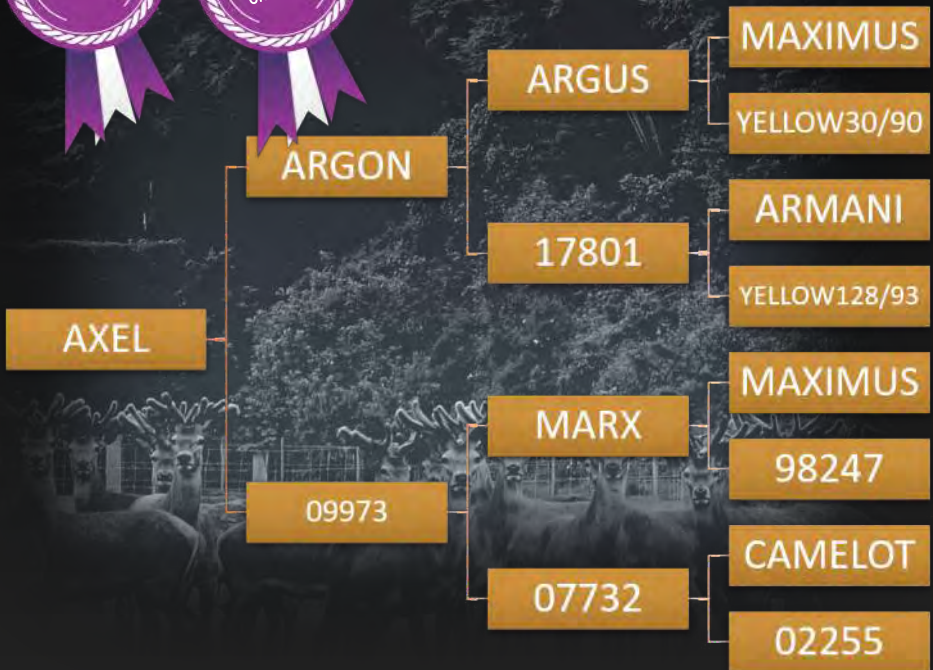 MAXIMUS
ARGUS
YELLOW30/90
ARGON
ARMANI
17801
YELLOW128/93
AXEL
MAXIMUS
MARX
98247
09973
CAMELOT
07732
02255